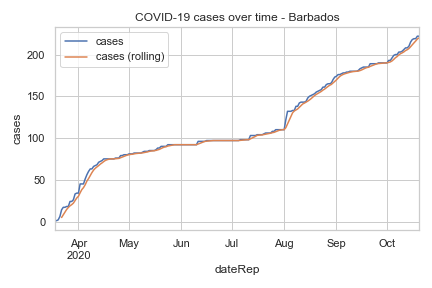 COVID-19 cases over time - Barbados
cases
cases (rolling)
200
150
100
50
0
cases
Apr
2020
May
Jun
Jul
Aug
Sep
Oct
dateRep